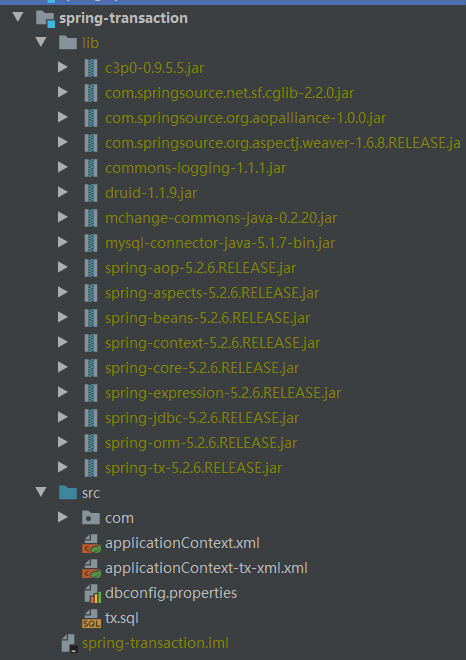 spring-transaction
lib
c3p0-0.9.5.5.jar
com.springsource.net.sf.cglib-2.2.0.jar
com.springsource.org.aopalliance-1.0.0.jar
com.springsource.org.aspectj.weaver-1.6.8.RELEASE.ja
commons-logging-1.1.1.jar
druid-1.1.9.jar
mchange-commons-java-0.2.20.jar
mysql-connector-java-5.1.7-bin.jar
spring-aop-5.2.6.RELEASE.jar
spring-aspects-5.2.6.RELEASE.jar
spring-beans-5.2.6.RELEASE.jar
spring-context-5.2.6.RELEASE.jar
spring-core-5.2.6.RELEASE.jar
spring-expression-5.2.6.RELEASE.jar
spring-jdbc-5.2.6.RELEASE.jar
spring-orm-5.2.6.RELEASE.jar
spring-tx-5.2.6.RELEASE.jar
src
com
applicationContext.xml
applicationContext-tx-xml.xml
dbconfig.properties
SQL tx.sql
spring-transaction.iml